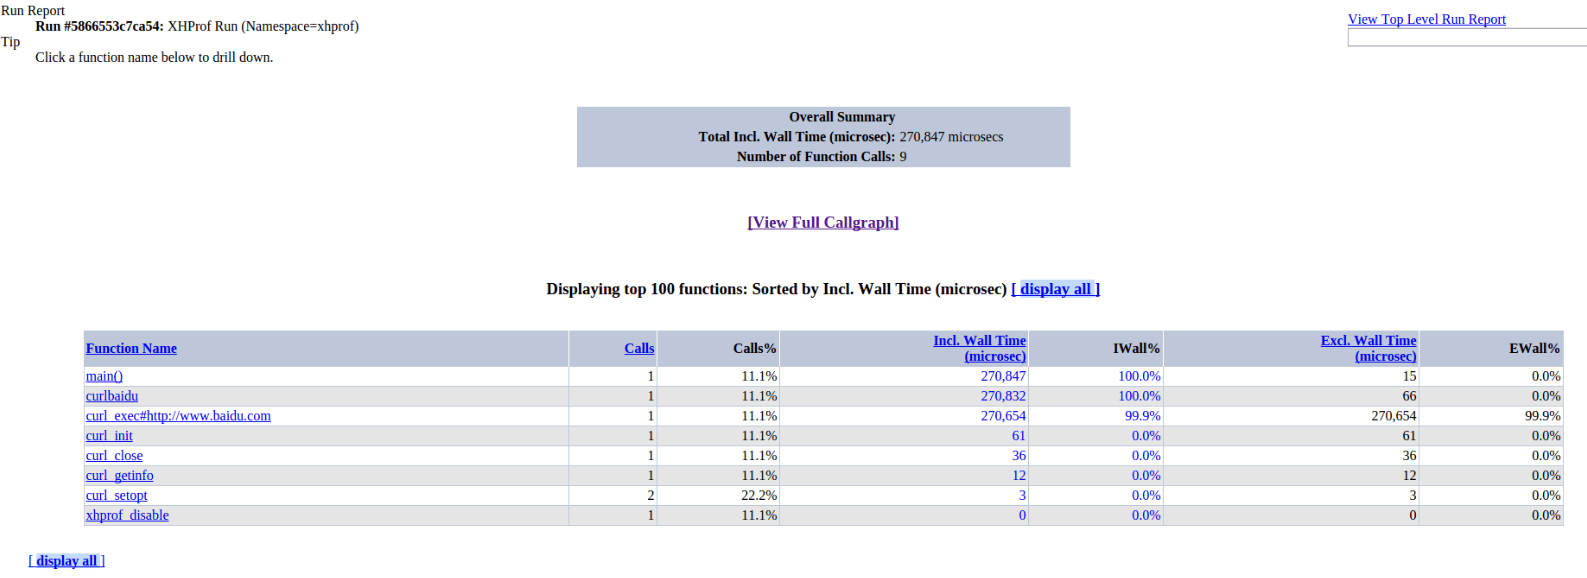 Run Report
Run #5866553c7ca54: XHProf Run (Namespace=xhprof)
Tip
Click a function name below to drill down.
View Top Level Run Report
Overall Summary
Total Incl. Wall Time (microsec): 270,847 microsecs
Number of Function Calls: 9
[View Full Callgraph]
Displaying top 100 functions: Sorted by Incl. Wall Time (microsec) [ display all ]
Function Name Calls Calls% Incl. Wall Time (microsec) IWall% Excl. Wall Time (microsec) EWall%
main() 1 11.1% 270,847 100.0% 15 0.0%
curlbaidu 1 11.1% 270,832 100.0% 66 0.0%
curl_exec#http://www.baidu.com 1 11.1% 270,654 99.9% 270,654 99.9%
curl_init 1 11.1% 61 0.0% 61 0.0%
curl_close 1 11.1% 36 0.0% 36 0.0%
curl_getinfo 1 11.1% 12 0.0% 12 0.0%
curl_setopt 2 22.2% 3 0.0% 3 0.0%
xhprof_disable 1 11.1% 0 0.0% 0 0.0%
[ display all ]